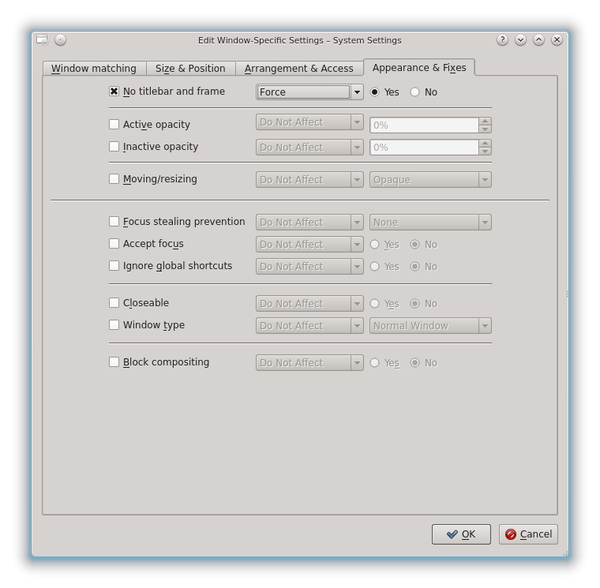 Edit Window-Specific Settings – System Settings
Window matching Size & Position Arrangement & Access Appearance & Fixes
No titlebar and frame Force Yes No
Active opacity Do Not Affect 0%
Inactive opacity Do Not Affect 0%
Moving/resizing Do Not Affect Opaque
Focus stealing prevention Do Not Affect None
Accept focus Do Not Affect Yes No
Ignore global shortcuts Do Not Affect Yes No
Closeable Do Not Affect Yes No
Window type Do Not Affect Normal Window
Block compositing Do Not Affect Yes No
OK Cancel